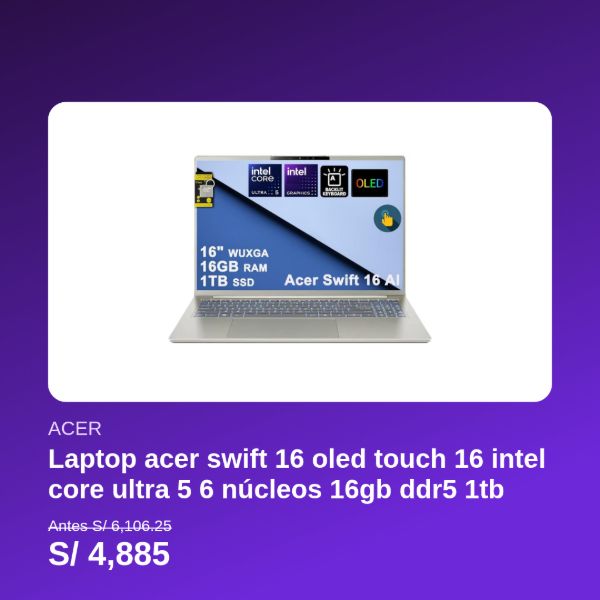 intel
CORE
ULTRA 5
intel
GRAPHICS
A
BACKLIT
KEYBOARD
OLED
16" WUXGA
16GB RAM
1TB SSD
Acer Swift 16 AI
ACER
Laptop acer swift 16 oled touch 16 intel
core ultra 5 6 núcleos 16gb ddr5 1tb
Antes S/ 6,106.25
S/ 4,885